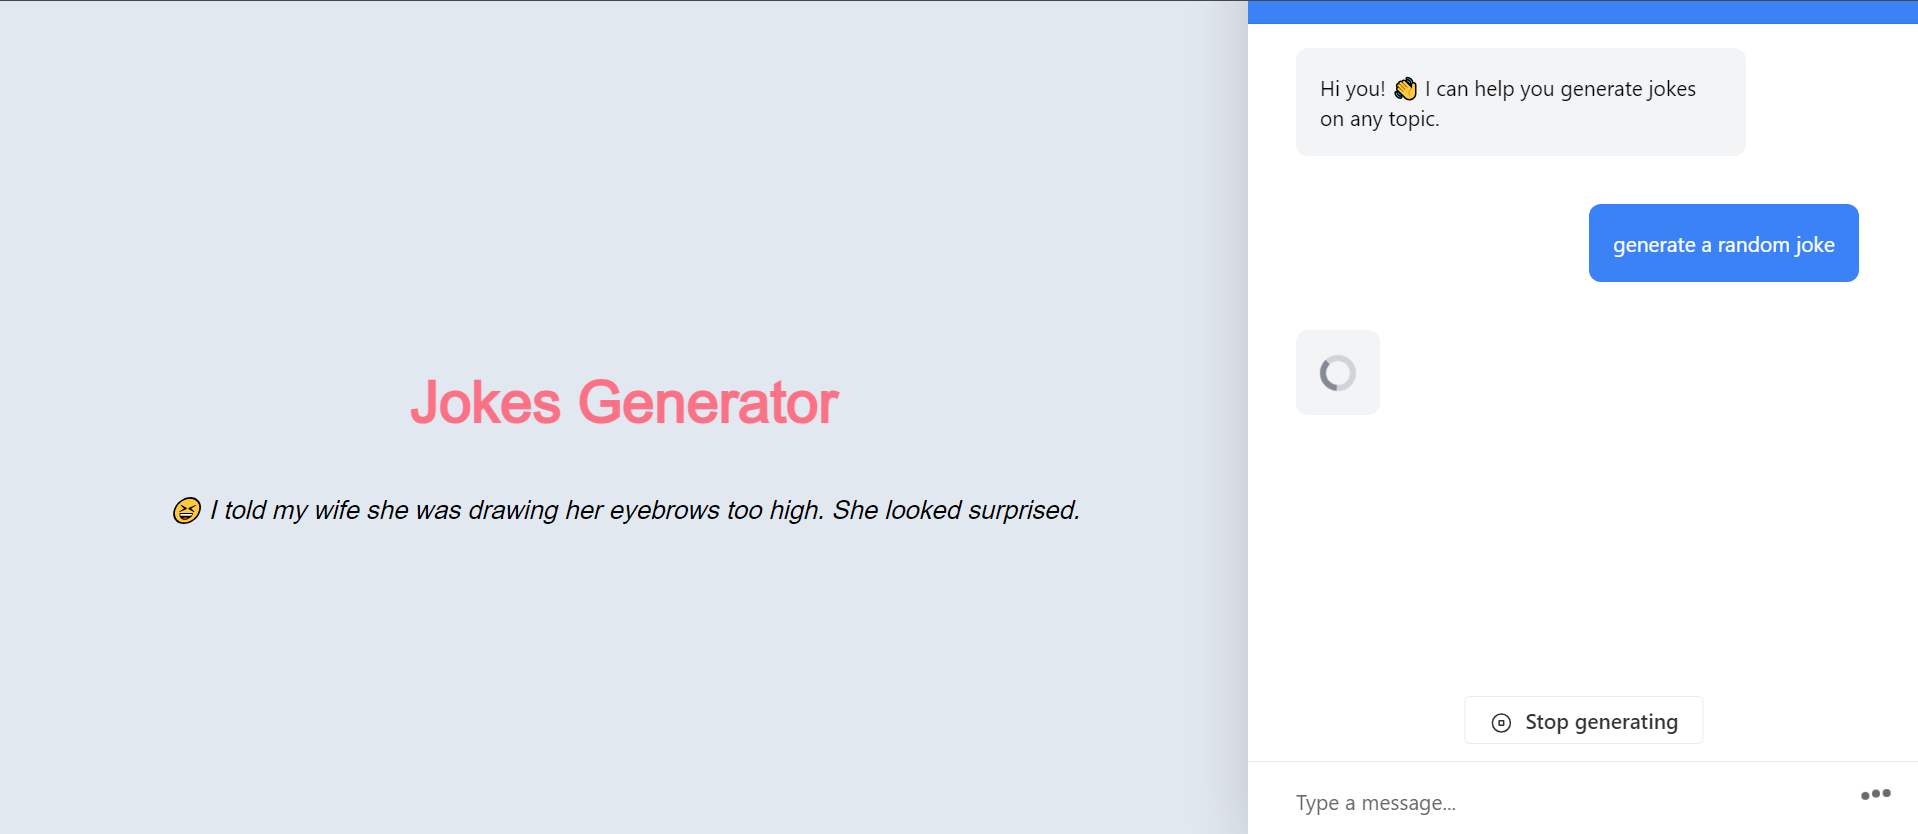 Jokes Generator
😆 I told my wife she was drawing her eyebrows too high. She looked surprised.
Hi you! 👋 I can help you generate jokes
on any topic.
generate a random joke
Stop generating
Type a message...